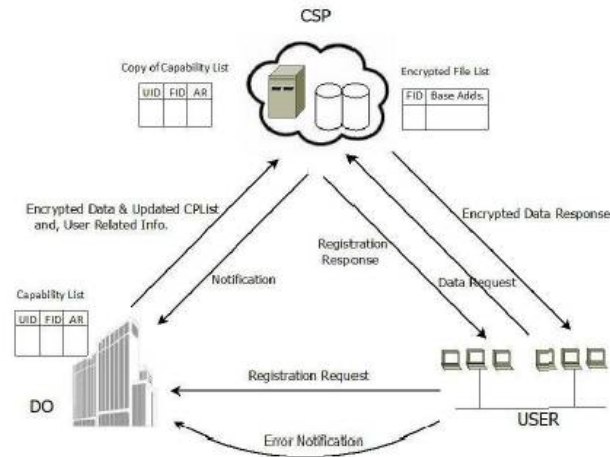 CSP
Copy of Capability List
UID FID AR
Encrypted File List
FID Base Adds.
Encrypted Data & Updated CPList
and, User Related Info.
Notification
Registration
Response
Data Request
Encrypted Data Response
Capability List
UID FID AR
DO
Registration Request
Error Notification
USER